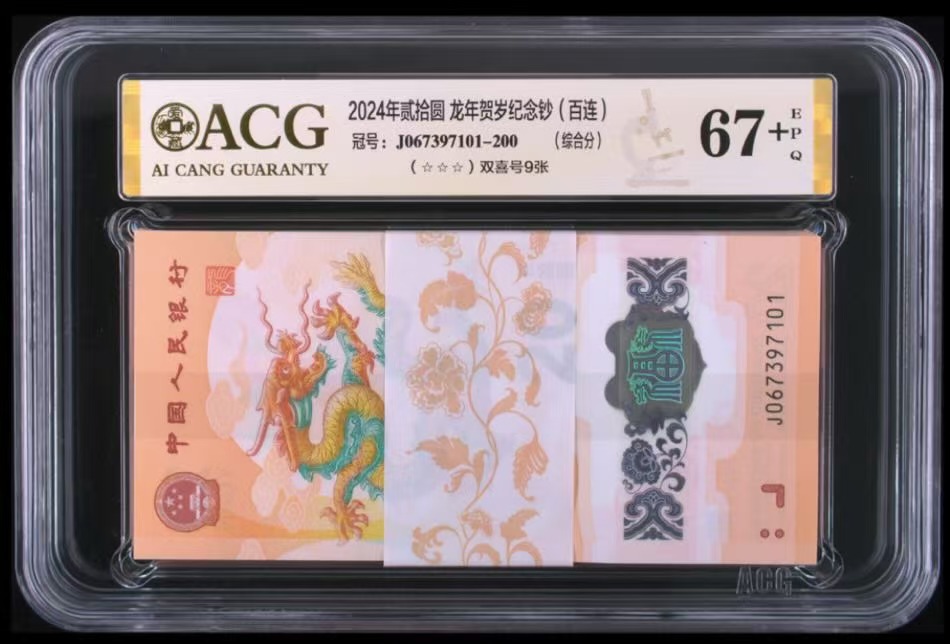 ACG
AI CANG GUARANTY
2024年贰拾圆 龙年贺岁纪念钞（百连）
冠号：J067397101-200 （综合分）
（☆☆☆）双喜号9张
67+
EPQ
中国人民银行
J067397101
ACG